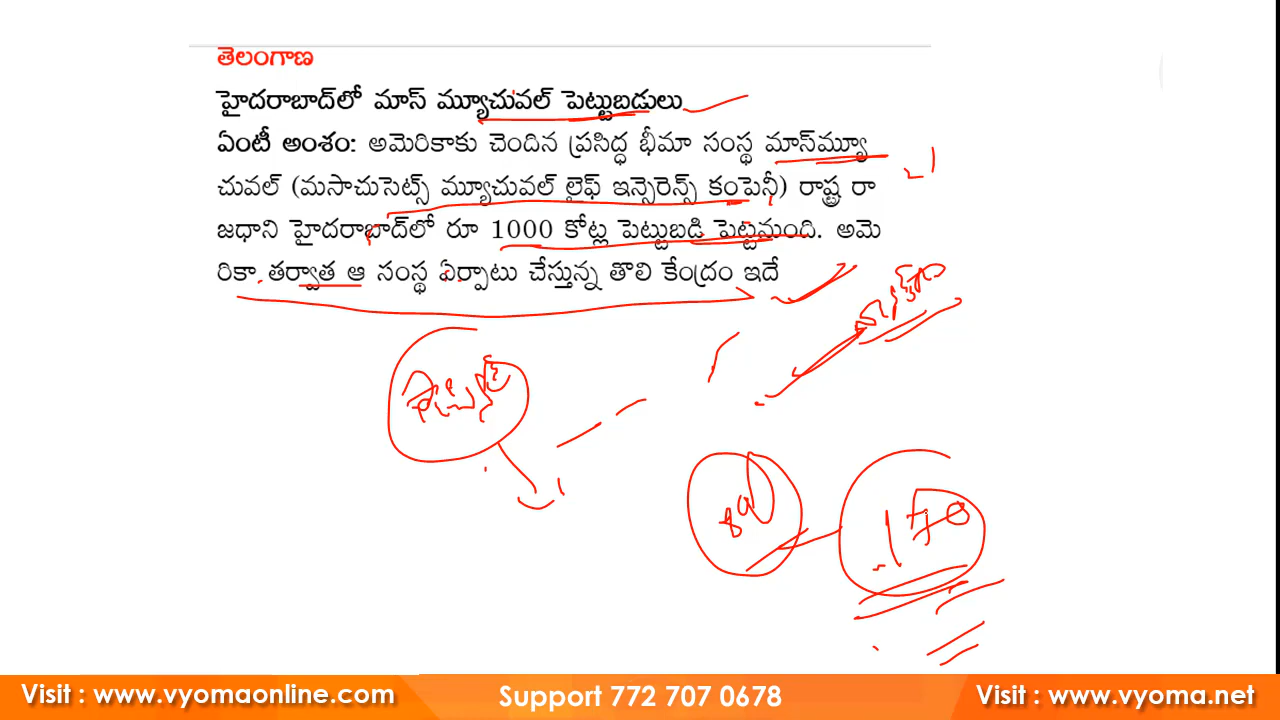 తెలంగాణ
హైదరాబాద్‌లో మాస్ మ్యూచువల్ పెట్టుబడులు
ఏంటీ అంశం: అమెరికాకు చెందిన ప్రసిద్ధ భీమా సంస్థ మాస్‌మ్యూ
చువల్ (మసాచుసెట్స్ మ్యూచువల్ లైఫ్ ఇన్సెరెన్స్ కంపెనీ) రాష్ట్ర రా
జధాని హైదరాబాద్‌లో రూ 1000 కోట్ల పెట్టుబడి పెట్టనుంది. అమె
రికా తర్వాత ఆ సంస్థ ఏర్పాటు చేస్తున్న తొలి కేంద్రం ఇదే
Visit : www.vyomaonline.com
Support 772 707 0678
Visit : www.vyoma.net